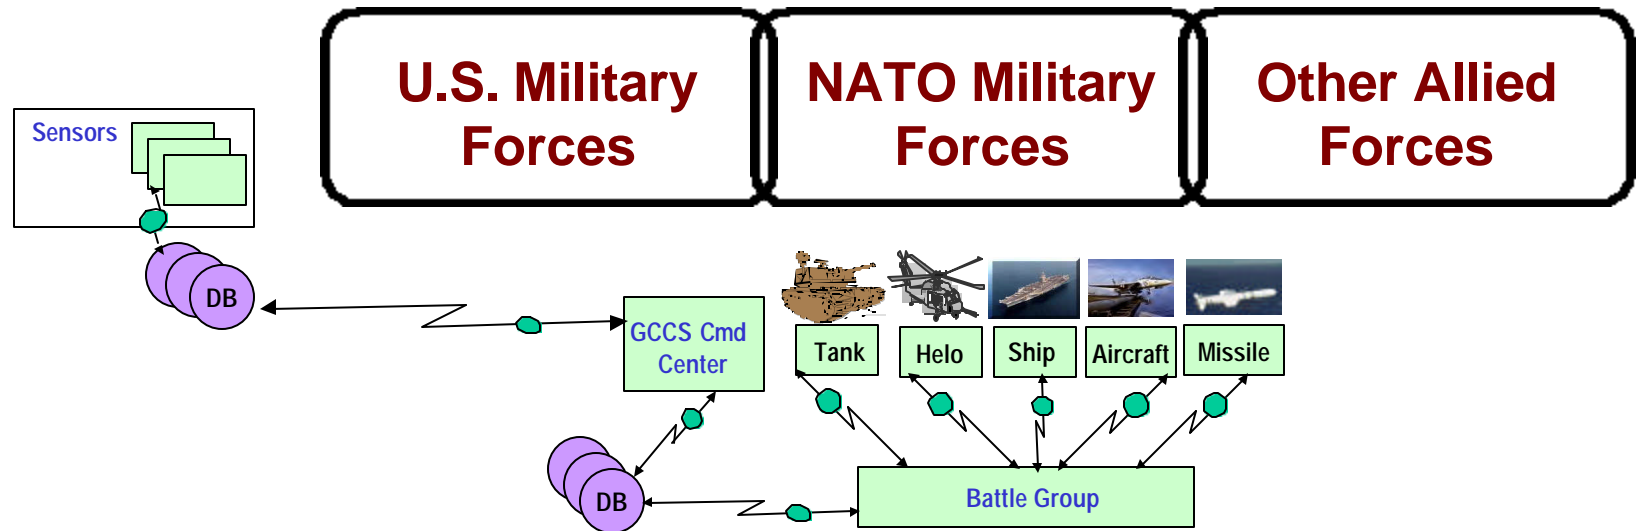 U.S. Military
Forces
NATO Military
Forces
Other Allied
Forces
Sensors
DB
GCCS Cmd
Center
Tank
Helo
Ship
Aircraft
Missile
DB
Battle Group